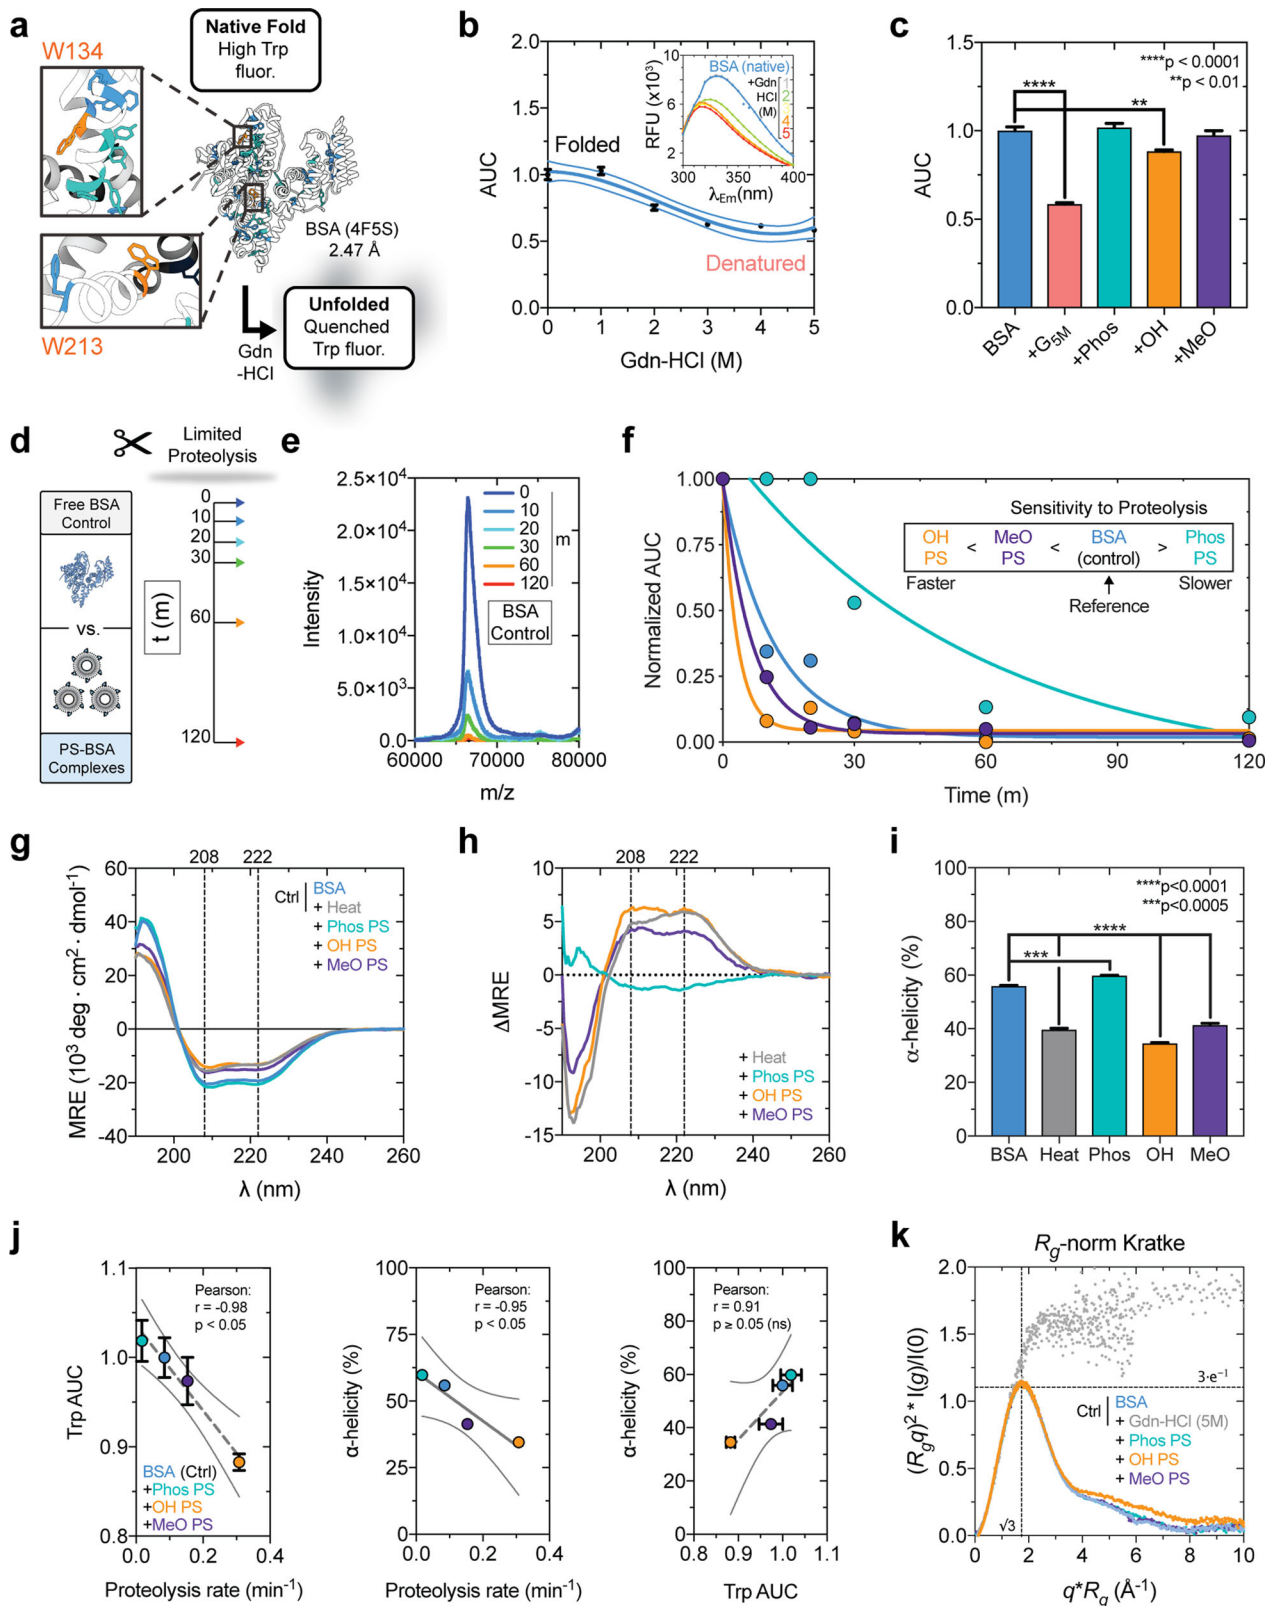 a
W134
Native Fold
High Trp
fluor.
BSA (4F5S)
2.47 Å
W213
Gdn
-HCl
Unfolded
Quenched
Trp fluor.
b
AUC
2.0
1.5
1.0
0.5
0.0
Folded
Denatured
0 1 2 3 4 5
Gdn-HCl (M)
RFU (x10³)
10
8
6
4
2
BSA (native)
+Gdn
HCl
(M)
1
2
3
4
5
300 350 400
λEm(nm)
c
AUC
1.5
1.0
0.5
0.0
****p < 0.0001
**p < 0.01
****
**
BSA
+G5M
+Phos
+OH
+MeO
d
Limited
Proteolysis
Free BSA
Control
vs.
PS-BSA
Complexes
t (m)
0
10
20
30
60
120
e
Intensity
2.5×10⁴
2.0×10⁴
1.5×10⁴
1.0×10⁴
5.0×10³
0.0
0
10
20
30
60
120
m
BSA
Control
60000 70000 80000
m/z
f
Normalized AUC
1.00
0.75
0.50
0.25
0.00
Sensitivity to Proteolysis
OH PS < MeO PS < BSA (control) > Phos PS
Faster
Slower
Reference
0 30 60 90 120
Time (m)
g
208 222
MRE (10³ deg · cm² · dmol⁻¹)
60
40
20
0
-20
-40
Ctrl
BSA
+ Heat
+ Phos PS
+ OH PS
+ MeO PS
200 220 240 260
λ (nm)
h
208 222
ΔMRE
10
5
0
-5
-10
-15
+ Heat
+ Phos PS
+ OH PS
+ MeO PS
200 220 240 260
λ (nm)
i
α-helicity (%)
100
80
60
40
20
0
****p<0.0001
***p<0.0005
****
***
BSA Heat Phos OH MeO
j
Trp AUC
1.1
1.0
0.9
0.8
Pearson:
r = -0.98
p < 0.05
BSA (Ctrl)
+Phos PS
+OH PS
+MeO PS
0.0 0.2 0.4
Proteolysis rate (min⁻¹)
α-helicity (%)
100
75
50
25
0
Pearson:
r = -0.95
p < 0.05
0.0 0.2 0.4
Proteolysis rate (min⁻¹)
α-helicity (%)
100
80
60
40
20
0
Pearson:
r = 0.91
p ≥ 0.05 (ns)
0.8 0.9 1.0 1.1
Trp AUC
k
Rg-norm Kratke
(Rgq)² * I(g)/I(0)
2.0
1.5
1.0
0.5
0.0
3·e⁻¹
Ctrl
BSA
+ Gdn-HCl (5M)
+ Phos PS
+ OH PS
+ MeO PS
√3
0 2 4 6 8 10
q*Rg (Å⁻¹)